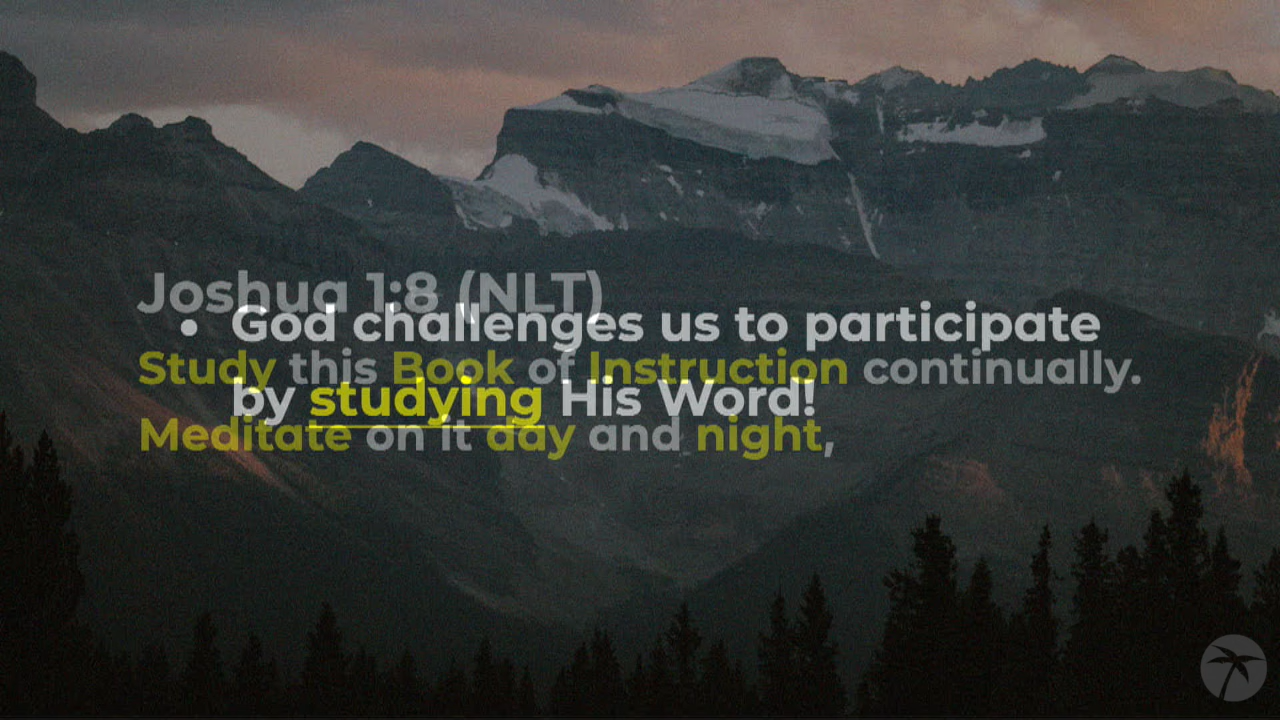 Joshua 1:8 (NLT)
• God challenges us to participate
Study this Book of Instruction continually.
by studying His Word!
Meditate on it day and night,